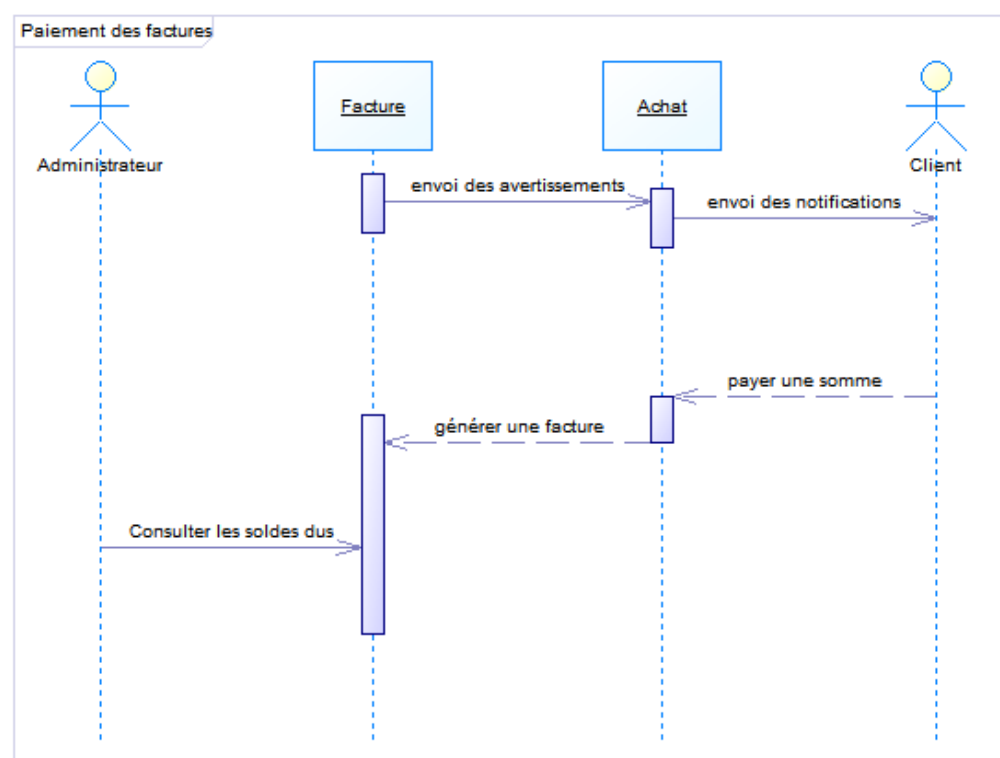 Paiement des factures
Facture
Achat
Administrateur
Client
envoi des avertissements
envoi des notifications
payer une somme
générer une facture
Consulter les soldes dus